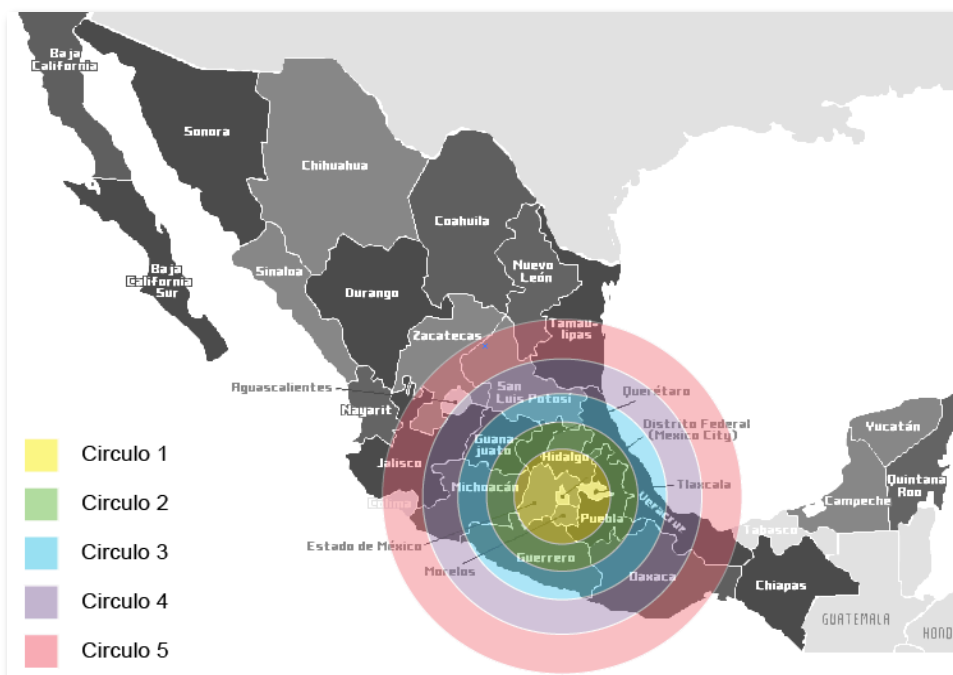 Baja
California
Sonora
Chihuahua
Coahuila
Baja
California
Sur
Sinaloa
Durango
Nuevo
León
Zacatecas
Tamau-
lipas
Aguascalientes
Nayarit
San
Luis Potosí
Querétaro
Distrito Federal
(Mexico City)
Guana-
juato
Hidalgo
Jalisco
Michoacán
Tlaxcala
Colima
Puebla
Veracruz
Estado de México
Morelos
Guerrero
Oaxaca
Yucatán
Quintana
Roo
Campeche
Tabasco
Chiapas
GUATEMALA
HOND
Circulo 1
Circulo 2
Circulo 3
Circulo 4
Circulo 5